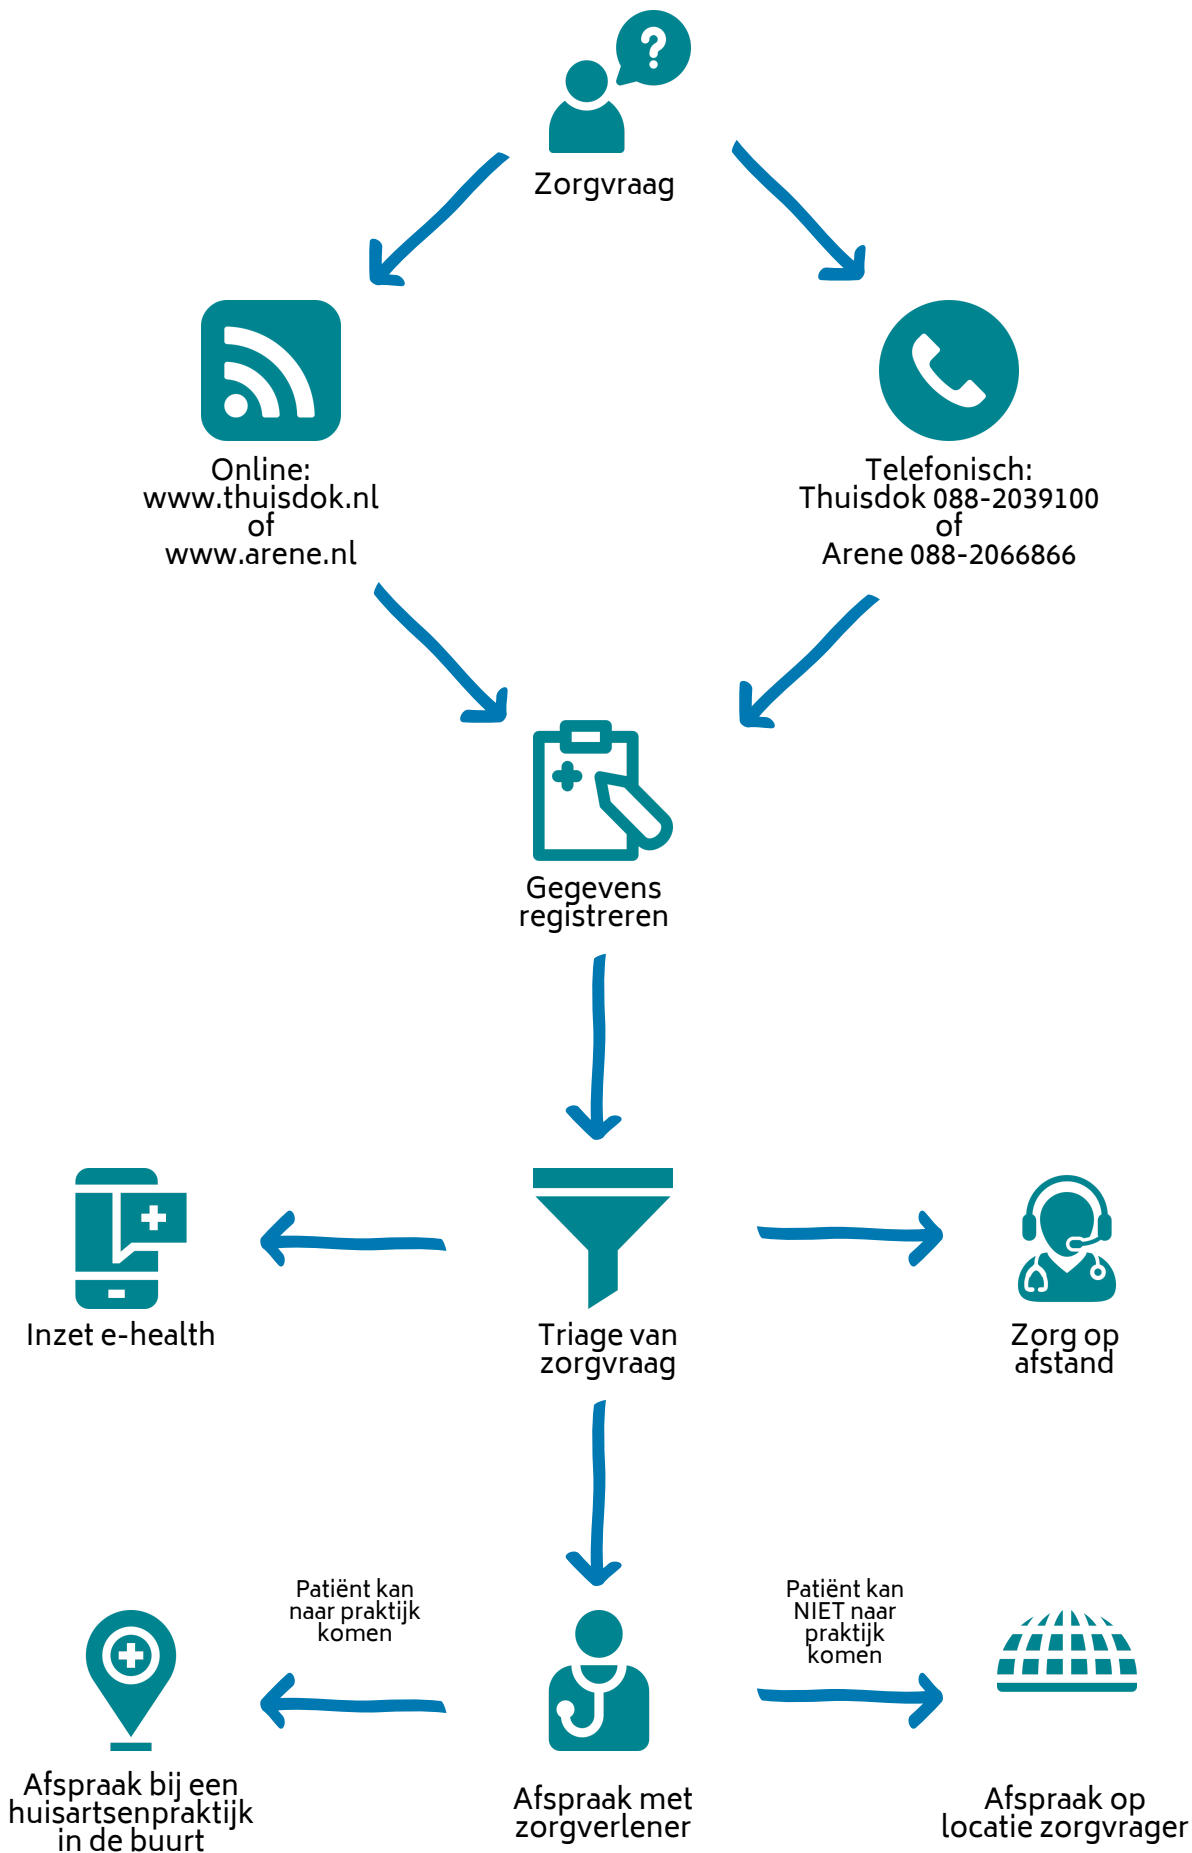 ?
Zorgvraag
Online:
www.thuisdok.nl
of
www.arene.nl
Telefonisch:
Thuisdok 088-2039100
of
Arene 088-2066866
Gegevens
registreren
Inzet e-health
Triage van
zorgvraag
Zorg op
afstand
Patiënt kan
naar praktijk
komen
Patiënt kan
NIET naar
praktijk
komen
Afspraak bij een
huisartsenpraktijk
in de buurt
Afspraak met
zorgverlener
Afspraak op
locatie zorgvrager